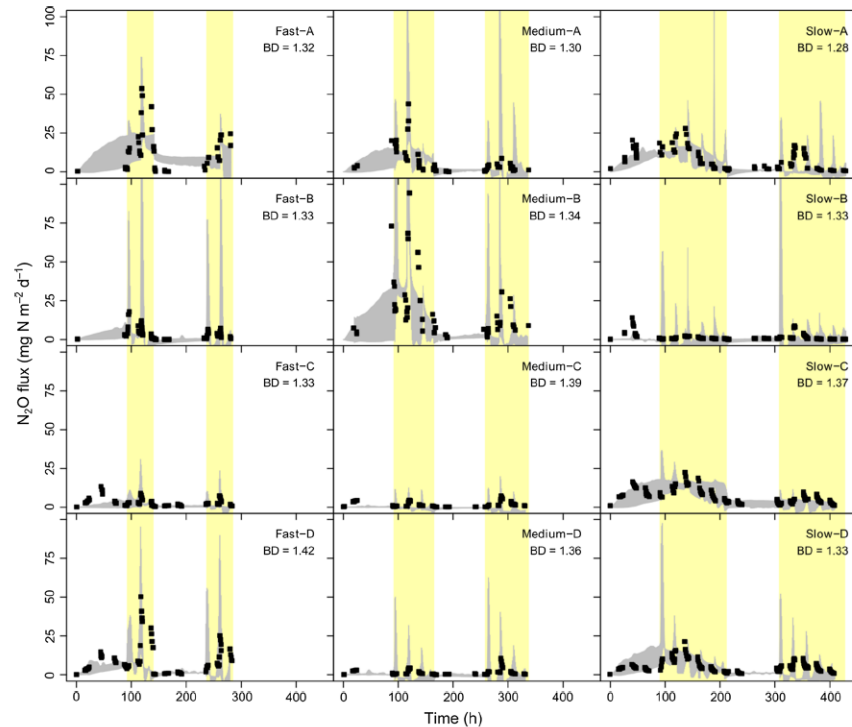 100
75
50
25
0
Fast-A
BD = 1.32
Medium-A
BD = 1.30
Slow-A
BD = 1.28
75
50
25
0
Fast-B
BD = 1.33
Medium-B
BD = 1.34
Slow-B
BD = 1.33
75
50
25
0
Fast-C
BD = 1.33
Medium-C
BD = 1.39
Slow-C
BD = 1.37
75
50
25
0
Fast-D
BD = 1.42
Medium-D
BD = 1.36
Slow-D
BD = 1.33
N₂O flux (mg N m⁻² d⁻¹)
0 100 200 300 400 0 100 200 300 400 0 100 200 300 400
Time (h)